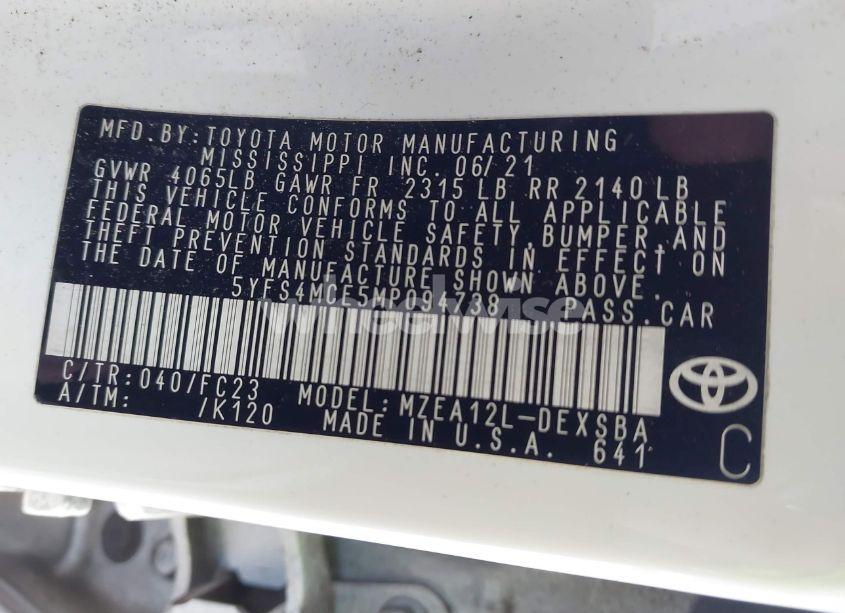 MFD.BY:TOYOTA MOTOR MANUFACTURING
MISSISSIPPI INC. 06/21
GVWR 4065LB GAWR FR 2315 LB RR 2140 LB
THIS VEHICLE CONFORMS TO ALL APPLICABLE
FEDERAL MOTOR VEHICLE SAFETY,BUMPER,AND
THEFT PREVENTION STANDARDS IN EFFECT ON
THE DATE OF MANUFACTURE SHOWN ABOVE.
5YFS4MCE5MP094738 PASS.CAR
wheelwise
C/TR:040/FC23 MODEL:MZEA12L-DEXSBA
A/TM: /K120 MADE IN U.S.A. 641
C